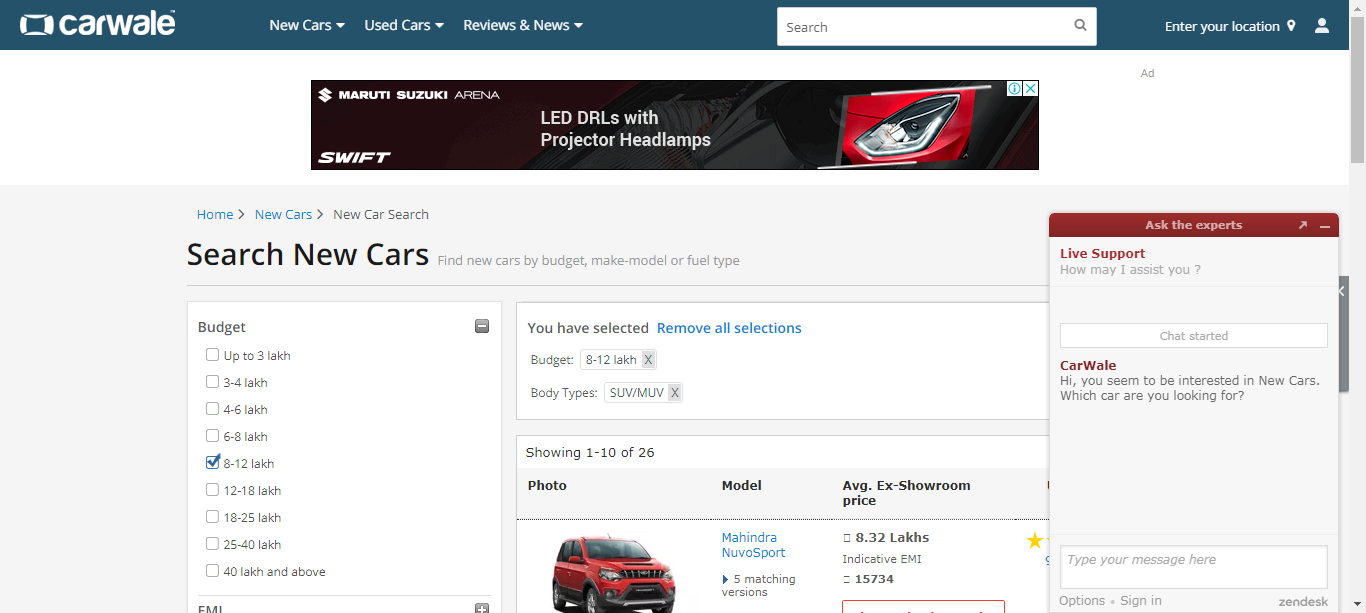 carwale
New Cars
Used Cars
Reviews & News
Search
Enter your location
Ad
MARUTI SUZUKI ARENA
LED DRLs with
Projector Headlamps
SWIFT
Home
New Cars
New Car Search
Search New Cars
Find new cars by budget, make-model or fuel type
Budget
Up to 3 lakh
3-4 lakh
4-6 lakh
6-8 lakh
8-12 lakh
12-18 lakh
18-25 lakh
25-40 lakh
40 lakh and above
EMI
You have selected Remove all selections
Budget: 8-12 lakh X
Body Types: SUV/MUV X
Showing 1-10 of 26
Photo
Model
Avg. Ex-Showroom
price
Mahindra
NuvoSport
5 matching
versions
8.32 Lakhs
Indicative EMI
15734
Ask the experts
Live Support
How may I assist you ?
Chat started
CarWale
Hi, you seem to be interested in New Cars.
Which car are you looking for?
Type your message here
Options • Sign in
zendesk